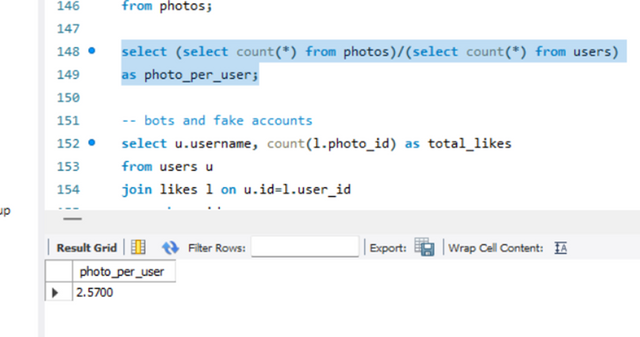 146 from photos;
147
148 select (select count(*) from photos)/(select count(*) from users)
149 as photo_per_user;
150
151 -- bots and fake accounts
152 select u.username, count(l.photo_id) as total_likes
153 from users u
154 join likes l on u.id=l.user_id
up
Result Grid Filter Rows: Export: Wrap Cell Content:
photo_per_user
2.5700